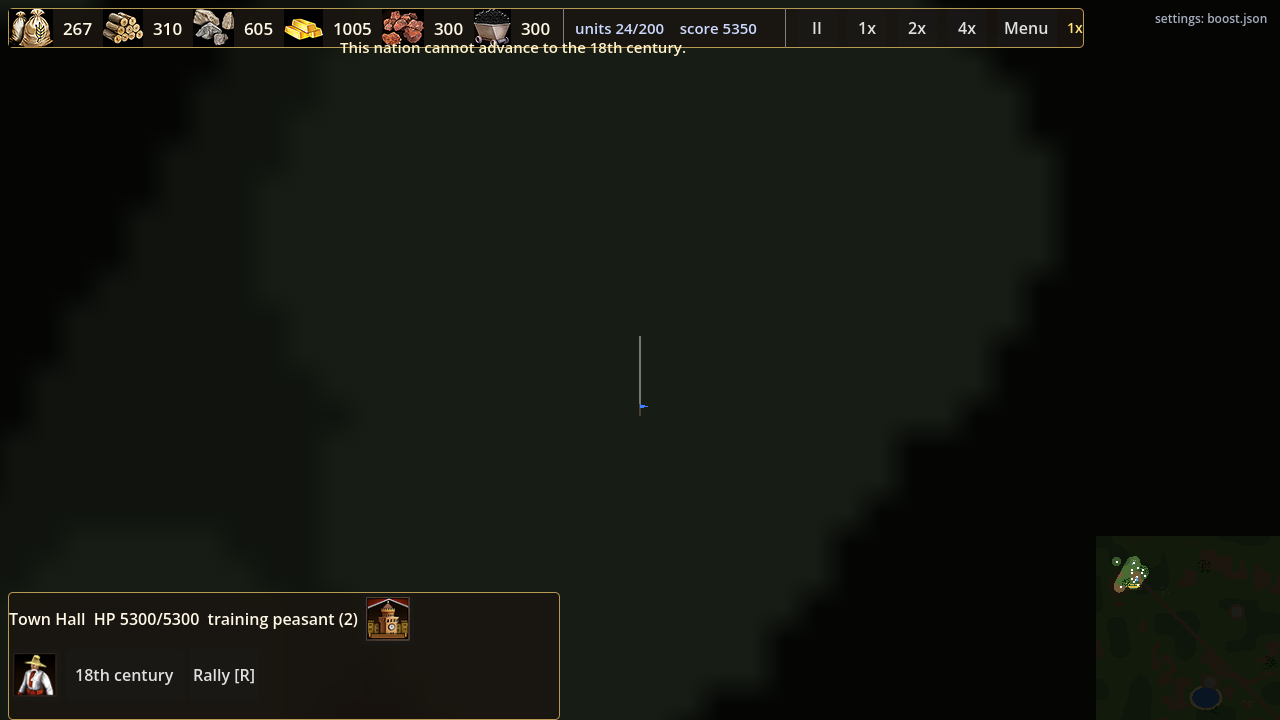 267 310 605 1005 300 300 units 24/200 score 5350 II 1x 2x 4x Menu 1x
settings: boost.json
This nation cannot advance to the 18th century.
Town Hall HP 5300/5300 training peasant (2)
18th century Rally [R]